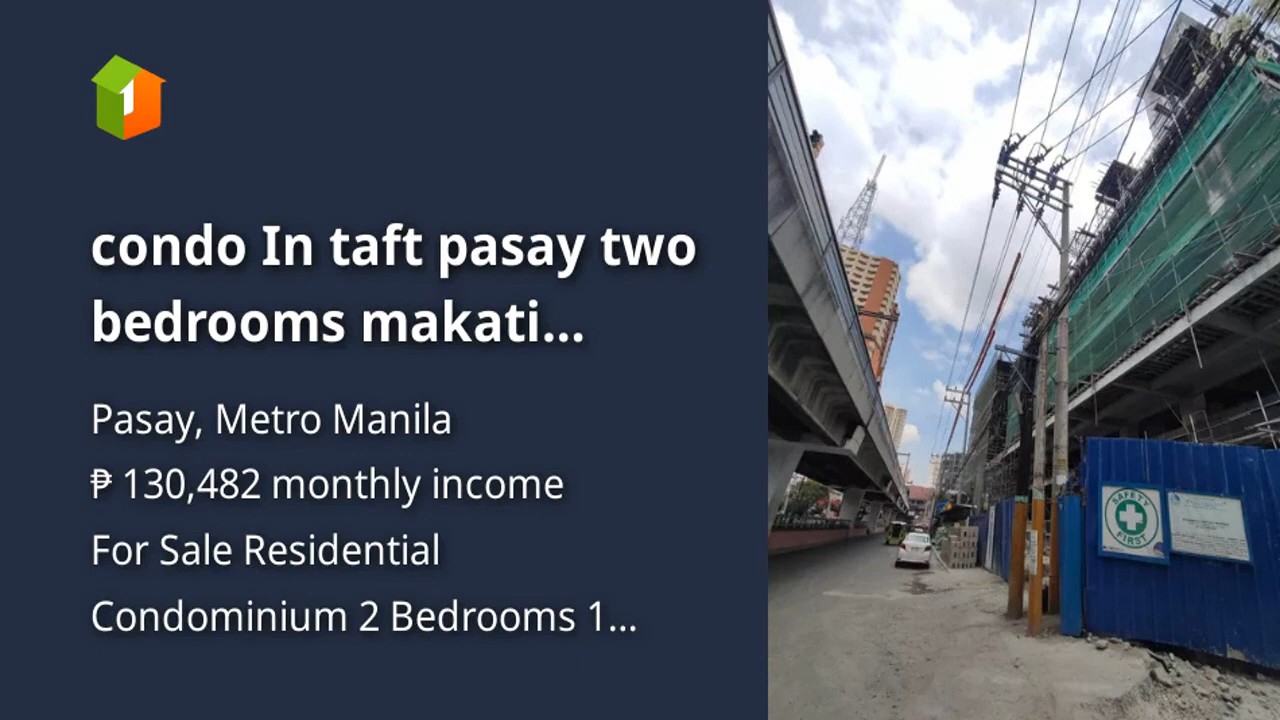 condo In taft pasay two
bedrooms makati...
Pasay, Metro Manila
₱ 130,482 monthly income
For Sale Residential
Condominium 2 Bedrooms 1...
SAFETY
FIRST